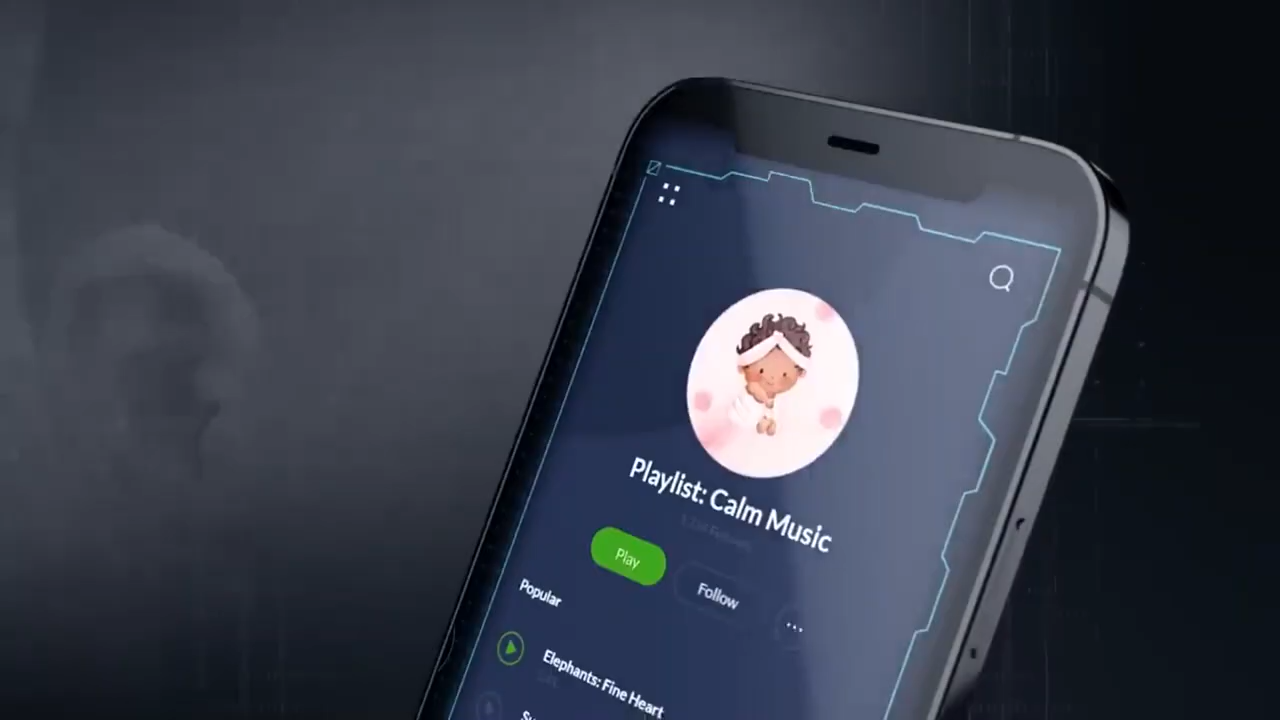 Playlist: Calm Music
Play
Follow
Popular
Elephants: Fine Heart